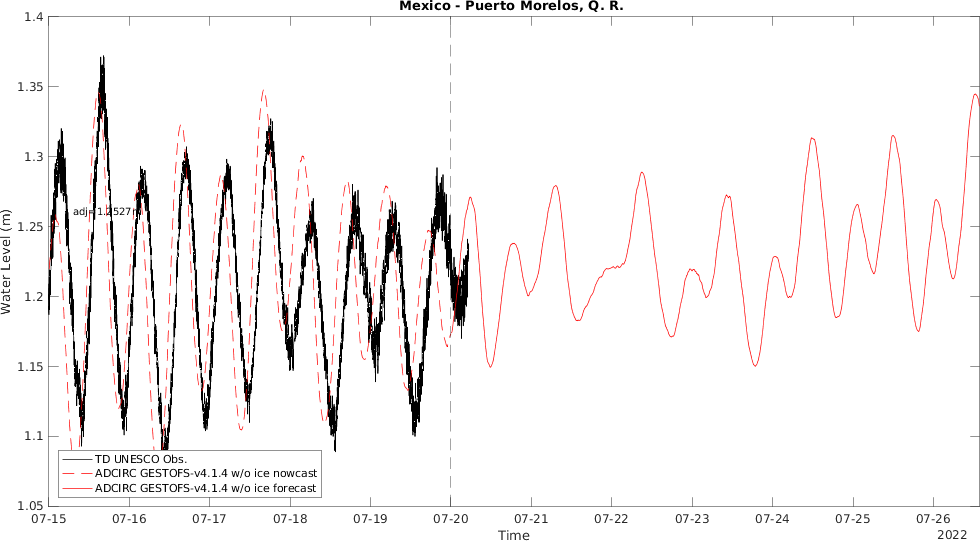 Mexico - Puerto Morelos, Q. R.
1.4
1.35
1.3
1.25
1.2
1.15
1.1
1.05
Water Level (m)
TD UNESCO Obs.
ADCIRC GESTOFS-v4.1.4 w/o ice nowcast
ADCIRC GESTOFS-v4.1.4 w/o ice forecast
07-15 07-16 07-17 07-18 07-19 07-20 07-21 07-22 07-23 07-24 07-25 07-26
Time
2022